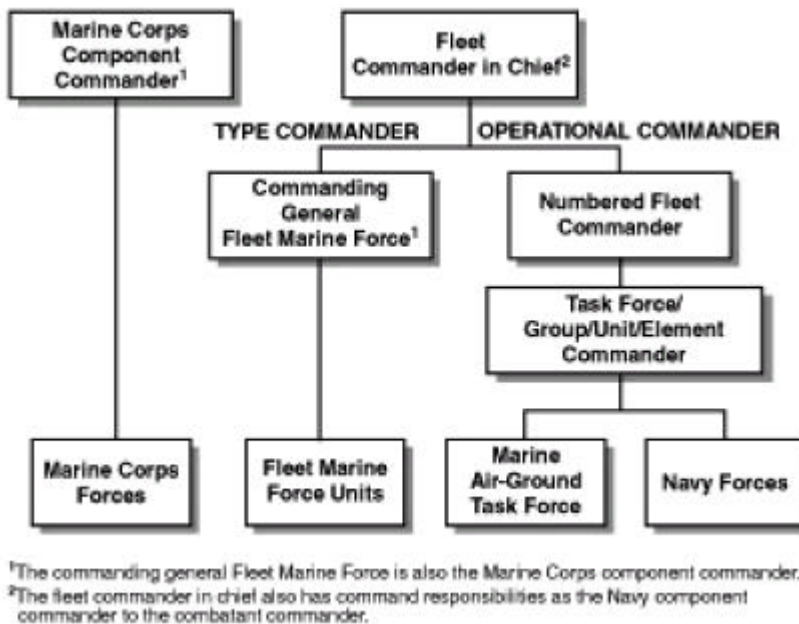 Marine Corps
Component
Commander¹
Fleet
Commander in Chief²
TYPE COMMANDER
OPERATIONAL COMMANDER
Commanding
General
Fleet Marine Force¹
Numbered Fleet
Commander
Task Force/
Group/Unit/Element
Commander
Marine Corps
Forces
Fleet Marine
Force Units
Marine
Air-Ground
Task Force
Navy Forces
¹The commanding general Fleet Marine Force is also the Marine Corps component commander.
²The fleet commander in chief also has command responsibilities as the Navy component
commander to the combatant commander.